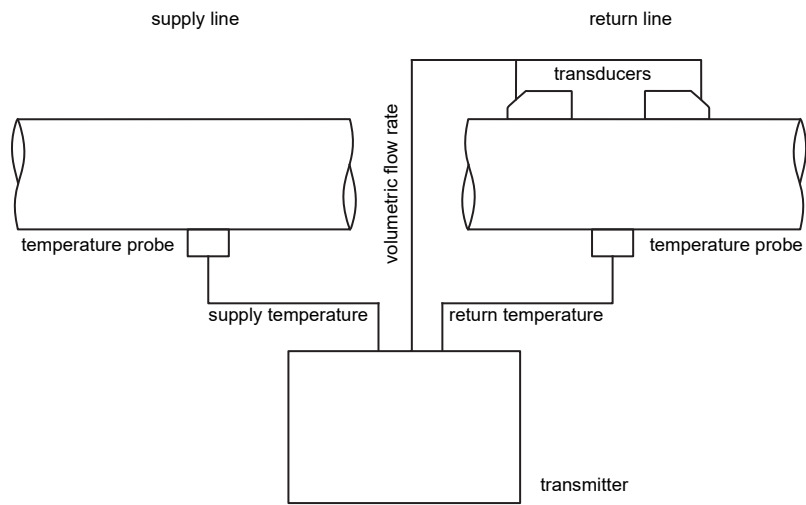 supply line
return line
transducers
volumetric flow rate
temperature probe
temperature probe
supply temperature
return temperature
transmitter